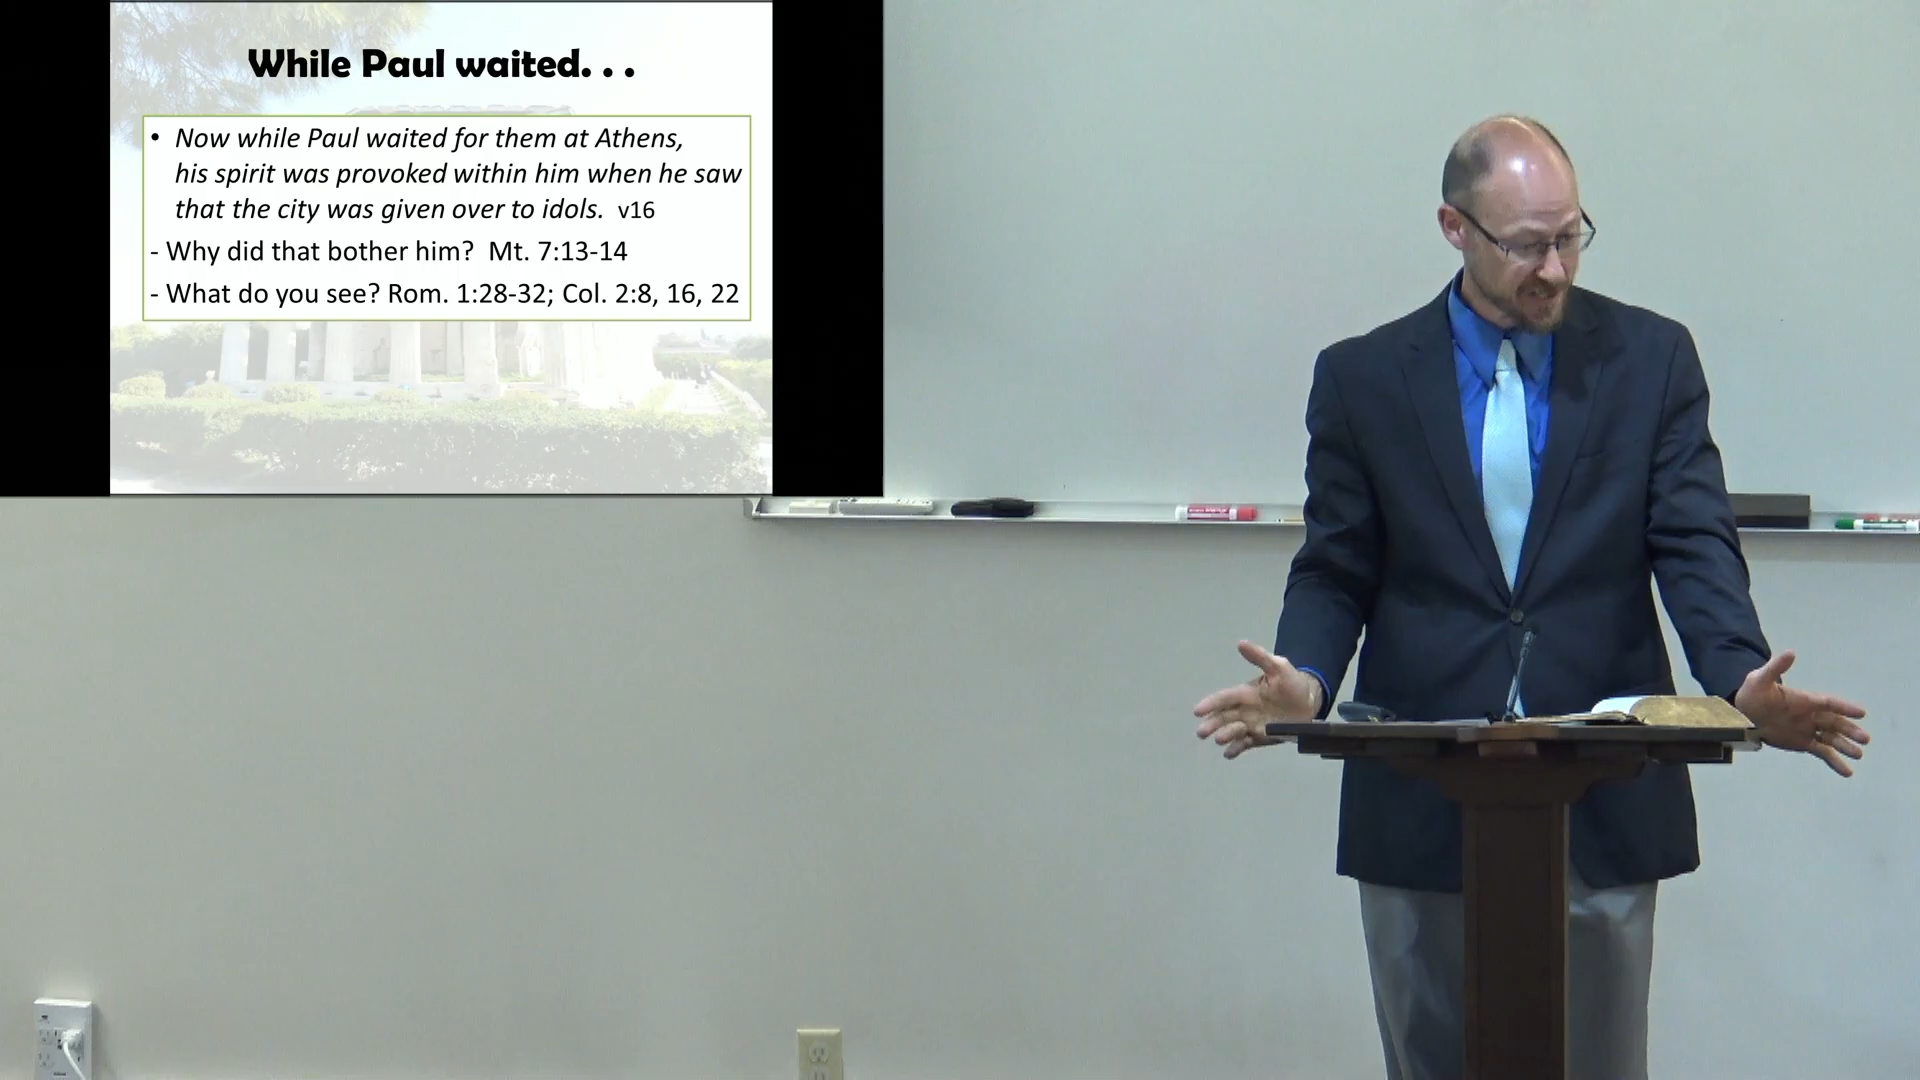 While Paul waited. . .
• Now while Paul waited for them at Athens,
his spirit was provoked within him when he saw
that the city was given over to idols. v16
- Why did that bother him? Mt. 7:13-14
- What do you see? Rom. 1:28-32; Col. 2:8, 16, 22